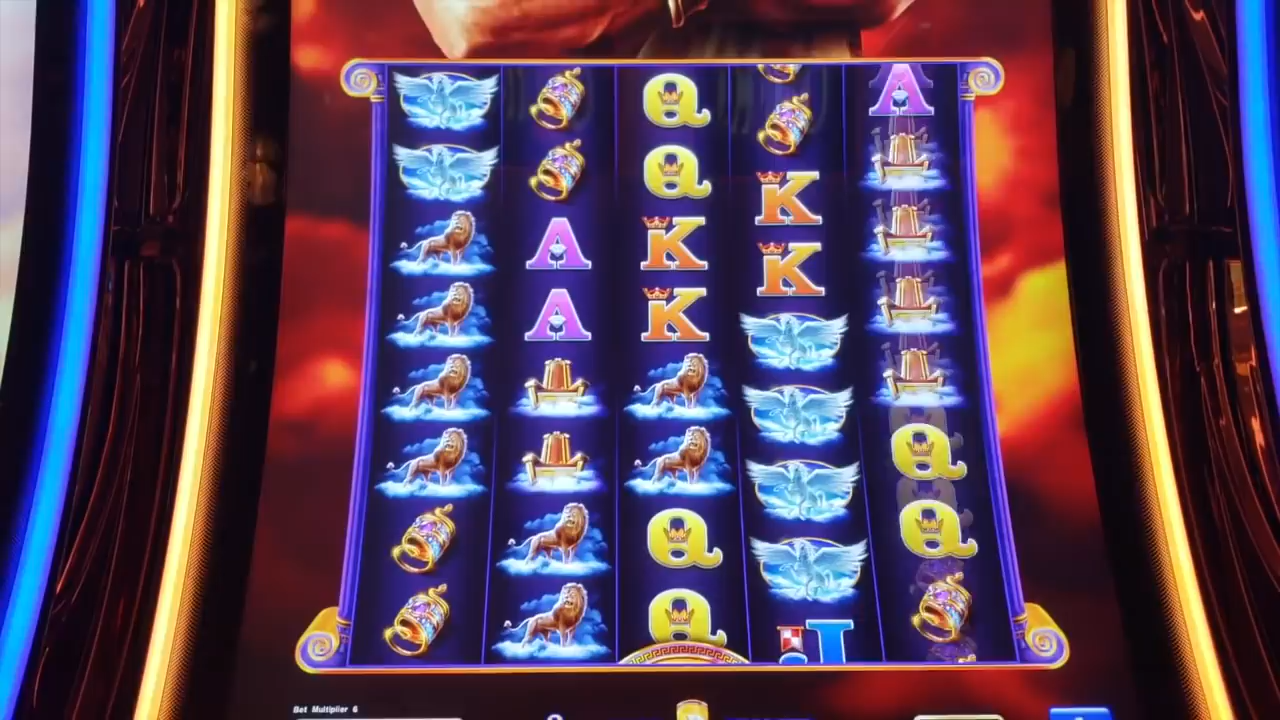 Q A
Q
K
A K K
A K
Q
Q Q
Q
J
Bet Multiplier 6